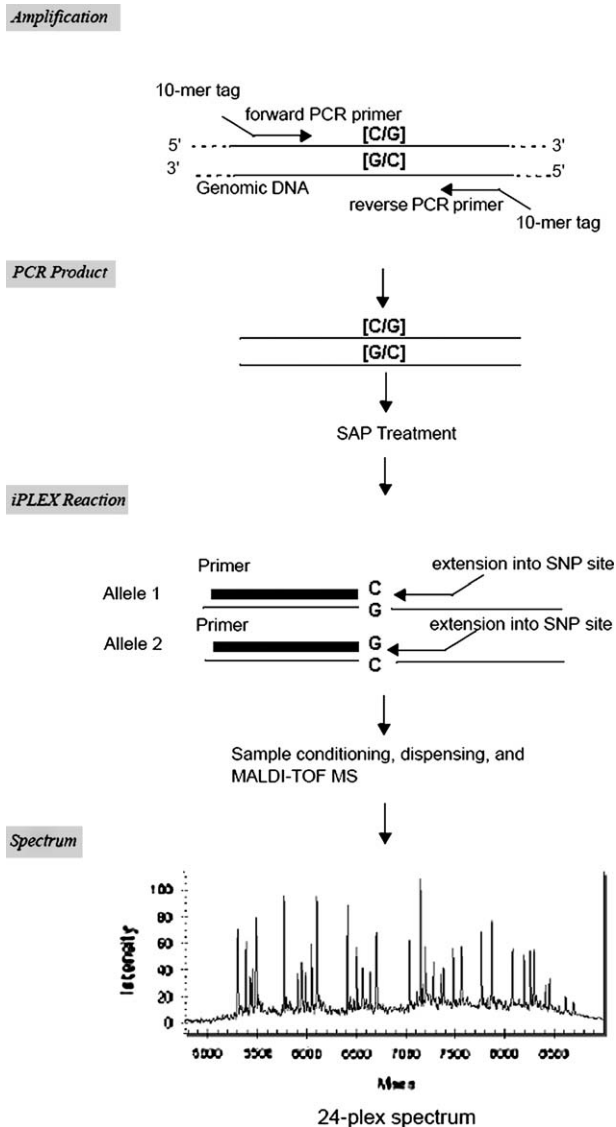 Amplification
10-mer tag
forward PCR primer
[C/G]
5' 3'
[G/C]
3' 5'
Genomic DNA
reverse PCR primer
10-mer tag
PCR Product
[C/G]
[G/C]
SAP Treatment
iPLEX Reaction
Primer
extension into SNP site
Allele 1
C
G
Primer
extension into SNP site
Allele 2
G
C
Sample conditioning, dispensing, and
MALDI-TOF MS
Spectrum
100
80
60
40
20
0
Intensity
5000 5500 6000 6500 7000 7500 8000 8500
Mass
24-plex spectrum